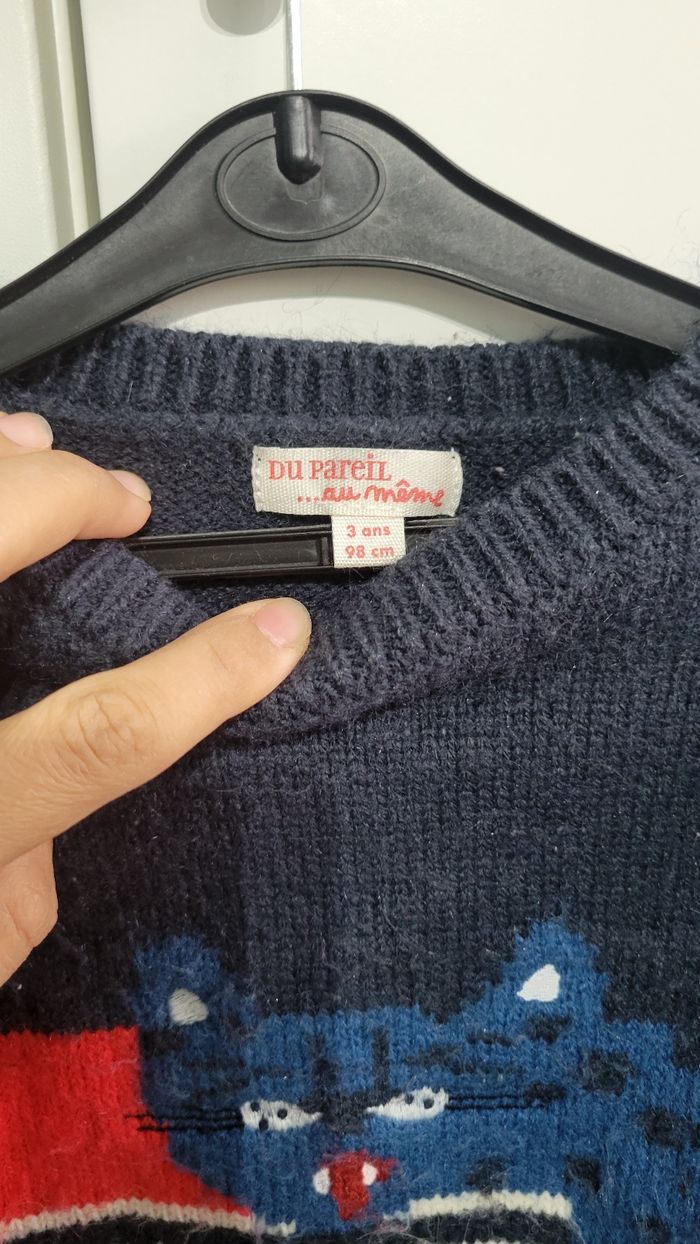 Du Pareil
...au même
3 ans
98 cm